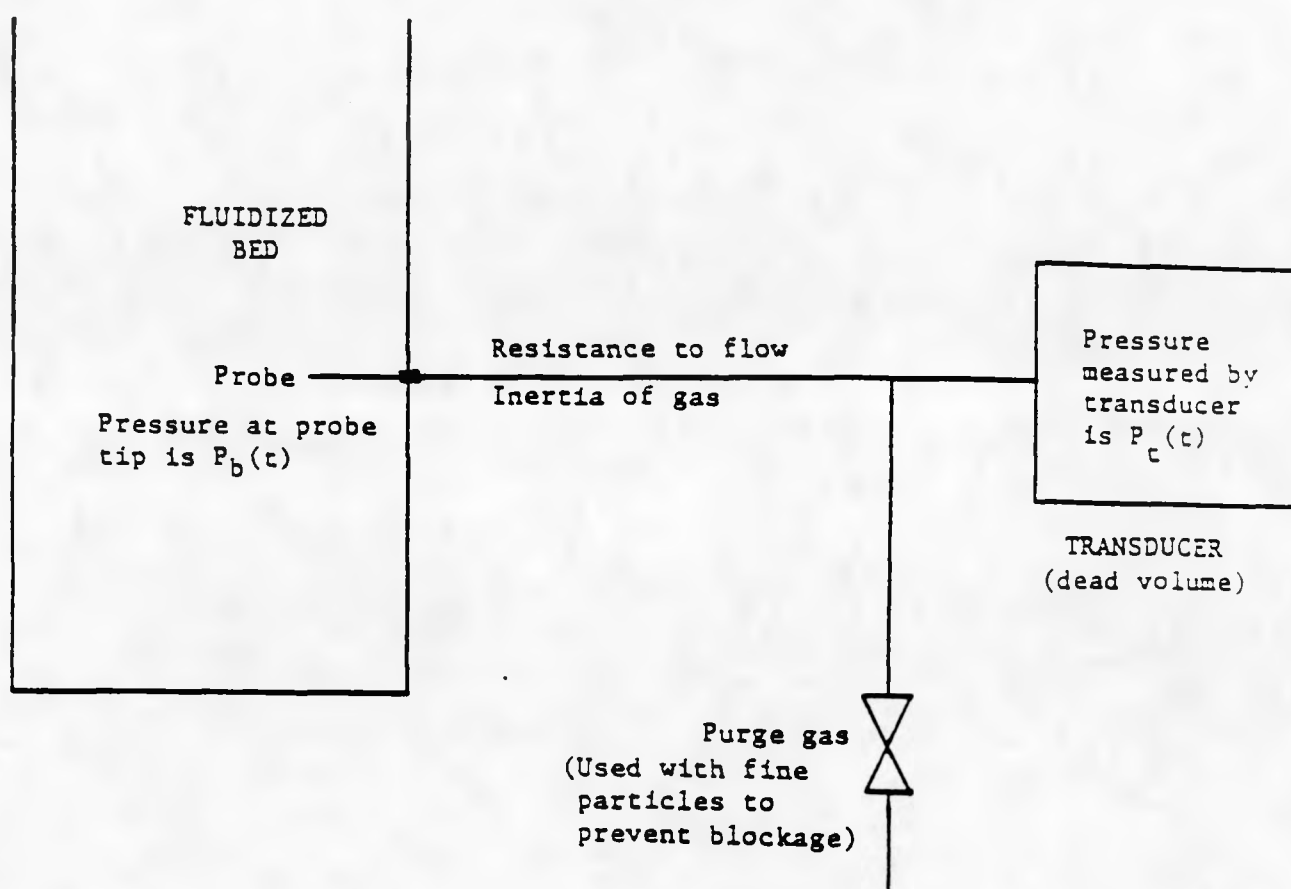 FLUIDIZED
BED
Probe
Pressure at probe
tip is P_b(t)
Resistance to flow
Inertia of gas
Pressure
measured by
transducer
is P_t(t)
TRANSDUCER
(dead volume)
Purge gas
(Used with fine
particles to
prevent blockage)